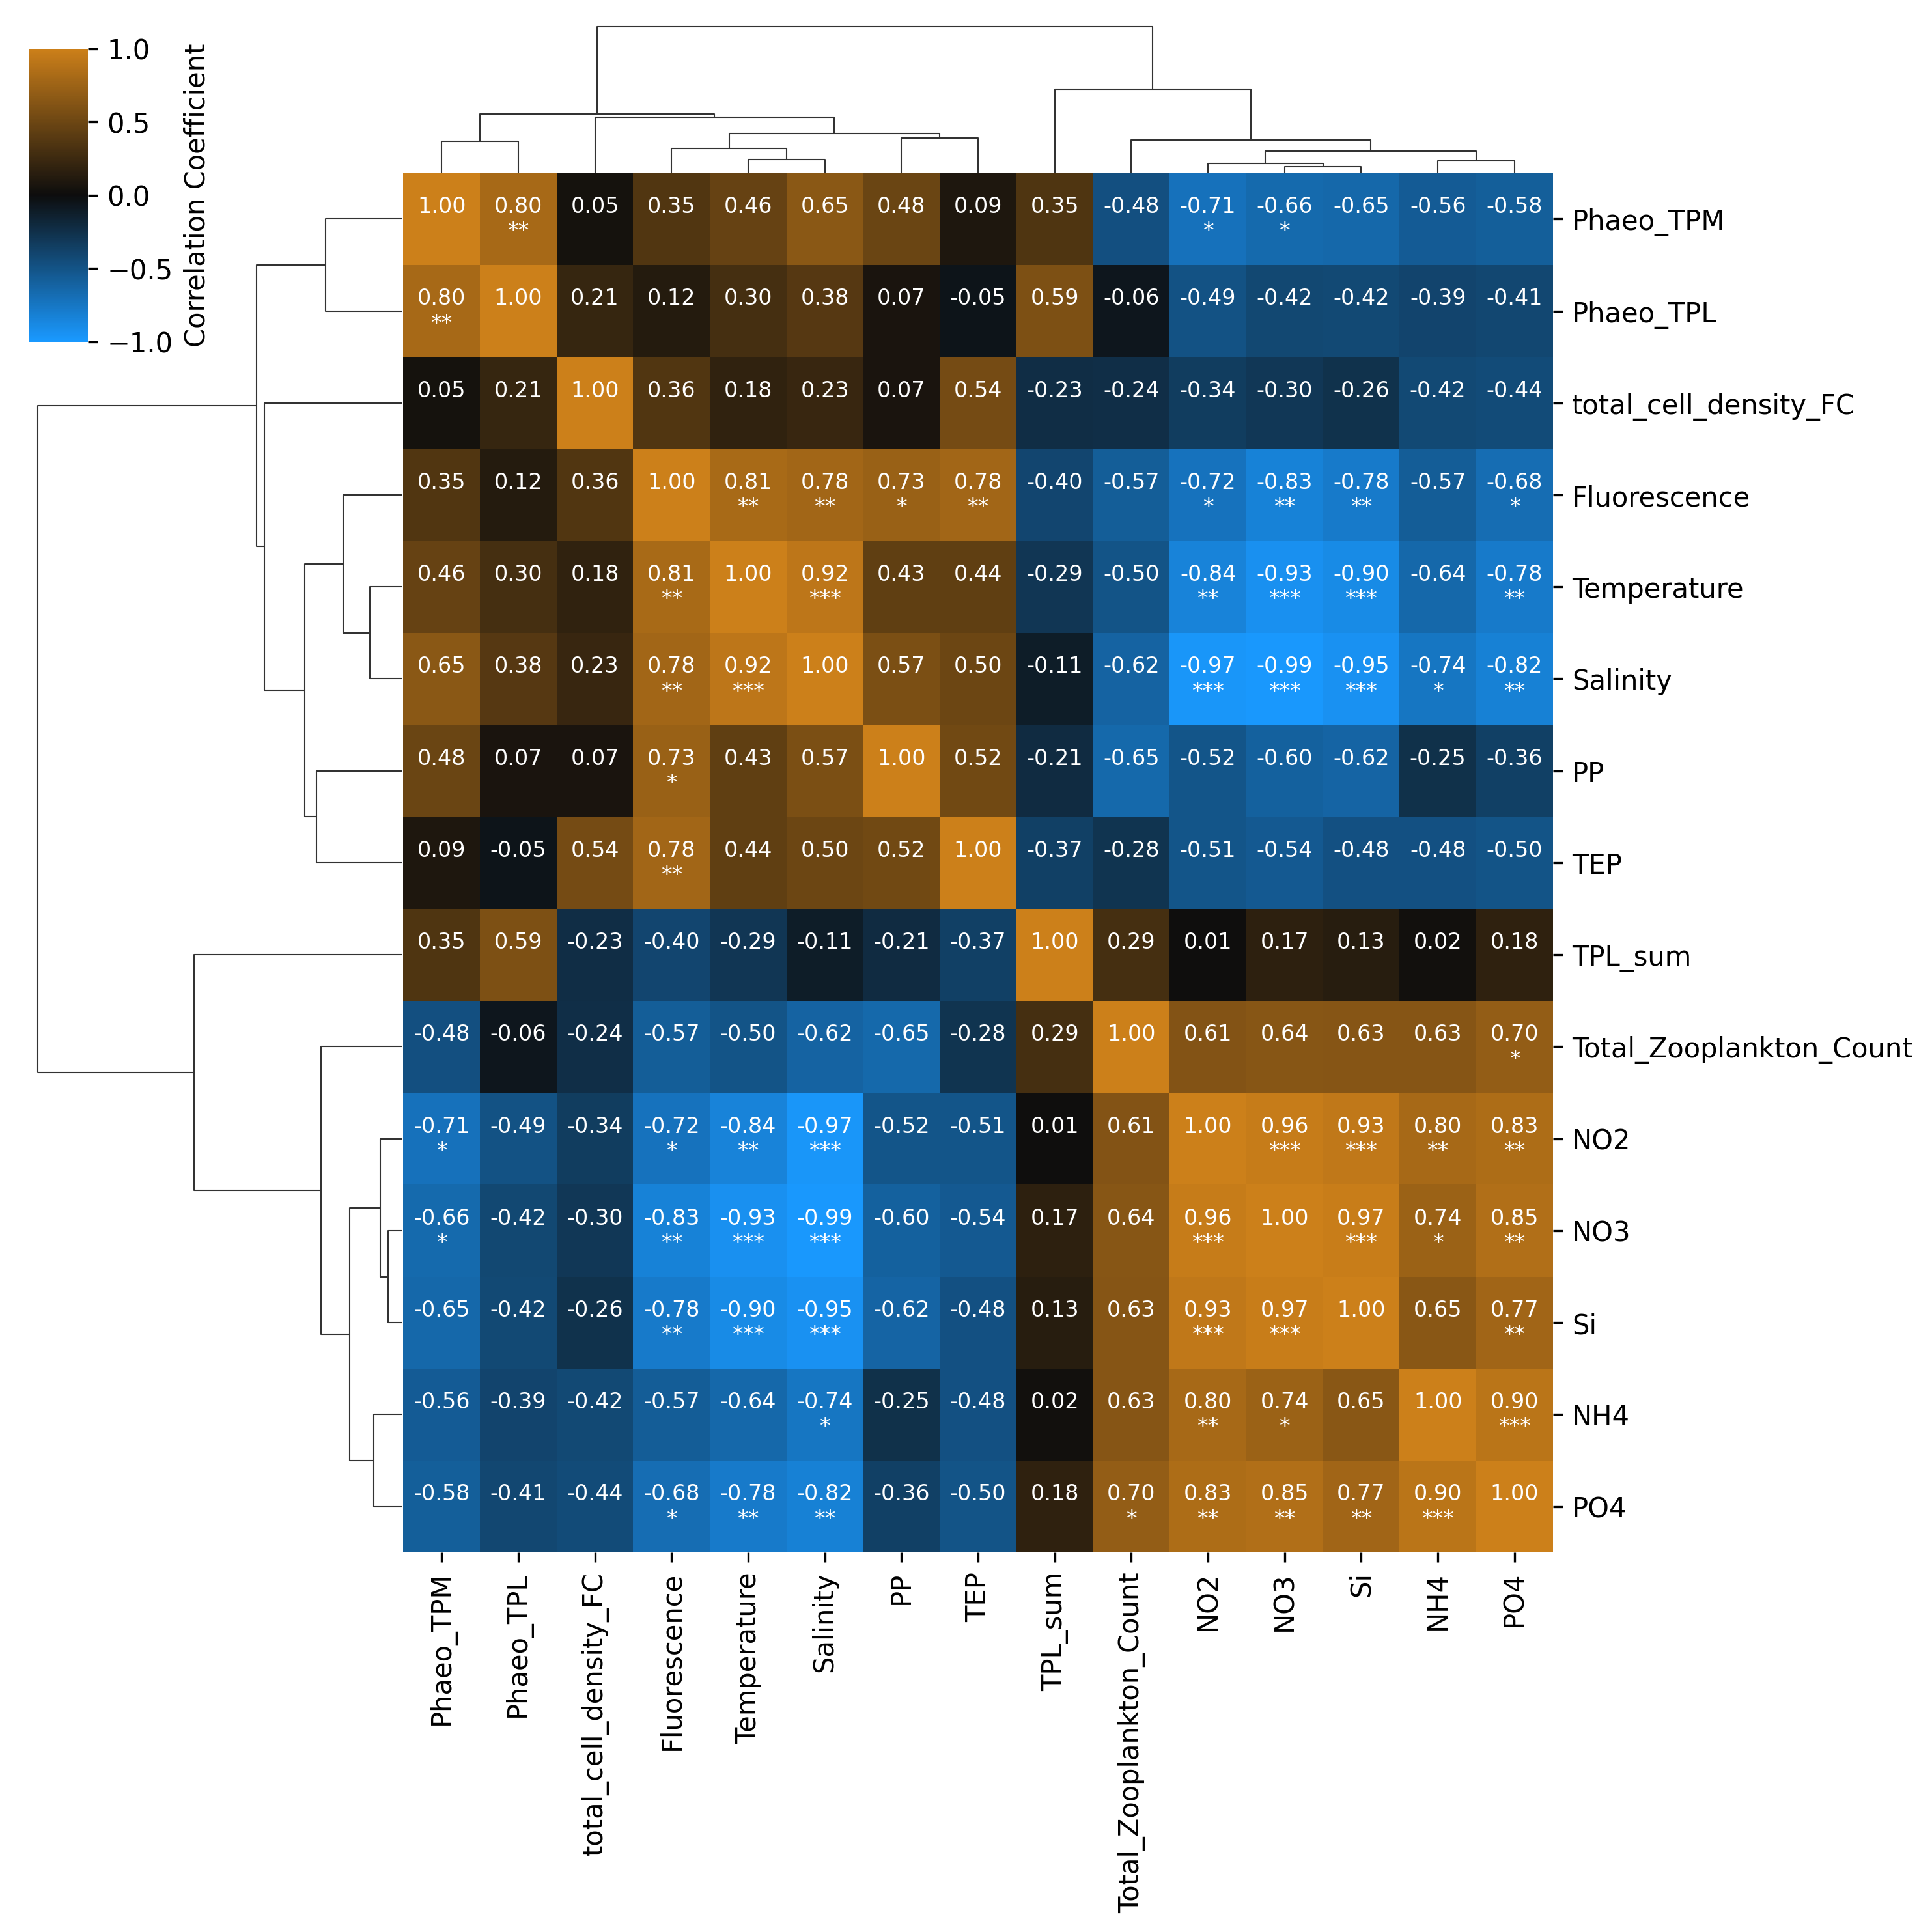 1.0
0.5
0.0
−0.5
−1.0
Correlation Coefficient
1.00 0.80 0.05 0.35 0.46 0.65 0.48 0.09 0.35 -0.48 -0.71 -0.66 -0.65 -0.56 -0.58 Phaeo_TPM
** * *
0.80 1.00 0.21 0.12 0.30 0.38 0.07 -0.05 0.59 -0.06 -0.49 -0.42 -0.42 -0.39 -0.41 Phaeo_TPL
**
0.05 0.21 1.00 0.36 0.18 0.23 0.07 0.54 -0.23 -0.24 -0.34 -0.30 -0.26 -0.42 -0.44 total_cell_density_FC
0.35 0.12 0.36 1.00 0.81 0.78 0.73 0.78 -0.40 -0.57 -0.72 -0.83 -0.78 -0.57 -0.68 Fluorescence
** ** * ** * ** ** *
0.46 0.30 0.18 0.81 1.00 0.92 0.43 0.44 -0.29 -0.50 -0.84 -0.93 -0.90 -0.64 -0.78 Temperature
** *** ** *** *** **
0.65 0.38 0.23 0.78 0.92 1.00 0.57 0.50 -0.11 -0.62 -0.97 -0.99 -0.95 -0.74 -0.82 Salinity
** *** *** *** *** * **
0.48 0.07 0.07 0.73 0.43 0.57 1.00 0.52 -0.21 -0.65 -0.52 -0.60 -0.62 -0.25 -0.36 PP
*
0.09 -0.05 0.54 0.78 0.44 0.50 0.52 1.00 -0.37 -0.28 -0.51 -0.54 -0.48 -0.48 -0.50 TEP
**
0.35 0.59 -0.23 -0.40 -0.29 -0.11 -0.21 -0.37 1.00 0.29 0.01 0.17 0.13 0.02 0.18 TPL_sum
-0.48 -0.06 -0.24 -0.57 -0.50 -0.62 -0.65 -0.28 0.29 1.00 0.61 0.64 0.63 0.63 0.70 Total_Zooplankton_Count
*
-0.71 -0.49 -0.34 -0.72 -0.84 -0.97 -0.52 -0.51 0.01 0.61 1.00 0.96 0.93 0.80 0.83 NO2
* * ** *** *** *** ** **
-0.66 -0.42 -0.30 -0.83 -0.93 -0.99 -0.60 -0.54 0.17 0.64 0.96 1.00 0.97 0.74 0.85 NO3
* ** *** *** *** *** * **
-0.65 -0.42 -0.26 -0.78 -0.90 -0.95 -0.62 -0.48 0.13 0.63 0.93 0.97 1.00 0.65 0.77 Si
** *** *** *** *** **
-0.56 -0.39 -0.42 -0.57 -0.64 -0.74 -0.25 -0.48 0.02 0.63 0.80 0.74 0.65 1.00 0.90 NH4
* ** * ***
-0.58 -0.41 -0.44 -0.68 -0.78 -0.82 -0.36 -0.50 0.18 0.70 0.83 0.85 0.77 0.90 1.00 PO4
* ** ** * ** ** ** ***
Phaeo_TPM
Phaeo_TPL
total_cell_density_FC
Fluorescence
Temperature
Salinity
PP
TEP
TPL_sum
Total_Zooplankton_Count
NO2
NO3
Si
NH4
PO4